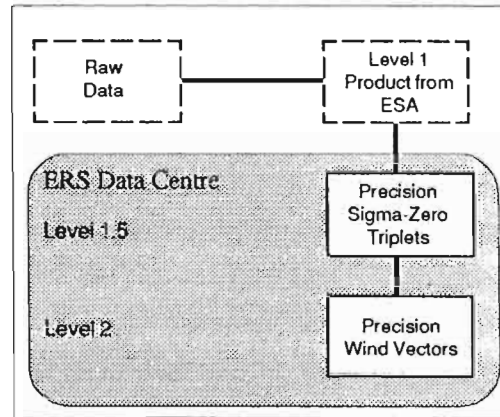 Raw
Data
Level 1
Product from
ESA
ERS Data Centre
Level 1.5
Precision
Sigma-Zero
Triplets
Level 2
Precision
Wind Vectors